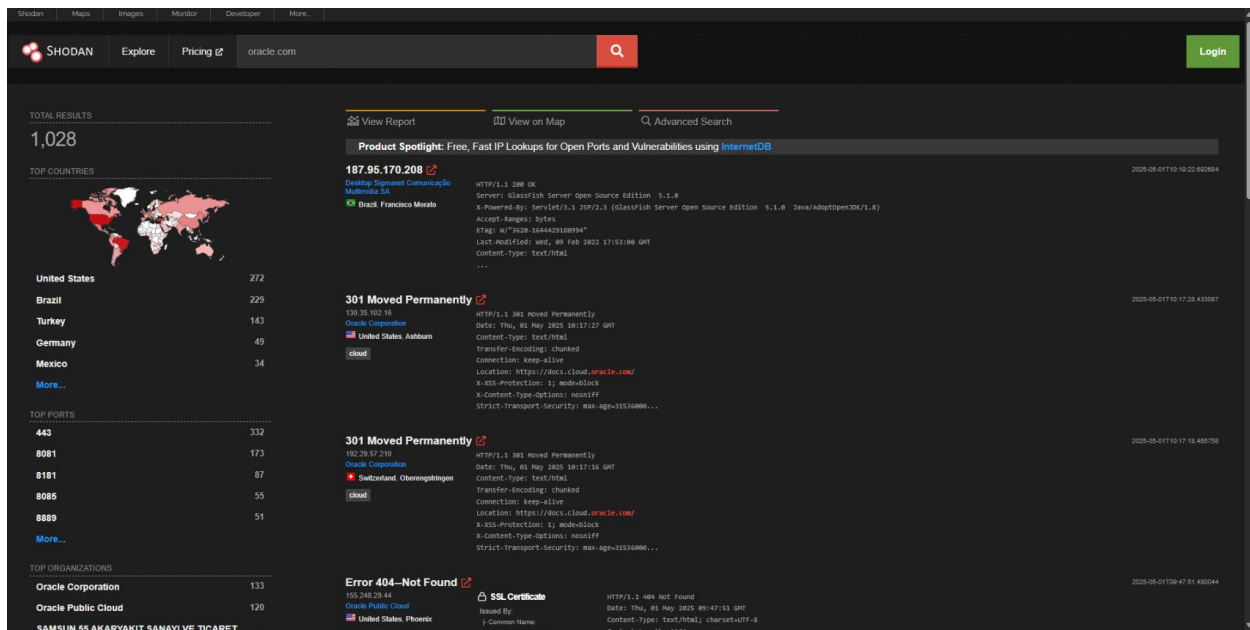 Shodan Maps Images Monitor Developer More...
SHODAN Explore Pricing oracle.com Login
TOTAL RESULTS
1,028
TOP COUNTRIES
United States 272
Brazil 229
Turkey 143
Germany 49
Mexico 34
More...
TOP PORTS
443 332
8081 173
8181 87
8085 55
8889 51
More...
TOP ORGANIZATIONS
Oracle Corporation 133
Oracle Public Cloud 120
SAMSUN 55 AKARYAKIT SANAYI VE TICARET
View Report View on Map Advanced Search
Product Spotlight: Free, Fast IP Lookups for Open Ports and Vulnerabilities using InternetDB
187.95.170.208
2025-05-01T10:19:22.692684
Desktop Sigmanet Comunicação
Multimídia SA
Brazil, Francisco Morato
HTTP/1.1 200 OK
Server: GlassFish Server Open Source Edition 5.1.0
X-Powered-By: Servlet/3.1 JSP/2.3 (GlassFish Server Open Source Edition 5.1.0 Java/AdoptOpenJDK/1.8)
Accept-Ranges: bytes
ETag: W/"3620-1644429180994"
Last-Modified: Wed, 09 Feb 2022 17:53:00 GMT
Content-Type: text/html
...
301 Moved Permanently
2025-05-01T10:17:28.433087
130.35.102.16
Oracle Corporation
United States, Ashburn
cloud
HTTP/1.1 301 Moved Permanently
Date: Thu, 01 May 2025 10:17:27 GMT
Content-Type: text/html
Transfer-Encoding: chunked
Connection: keep-alive
Location: https://docs.cloud.oracle.com/
X-XSS-Protection: 1; mode=block
X-Content-Type-Options: nosniff
Strict-Transport-Security: max-age=31536000...
301 Moved Permanently
2025-05-01T10:17:18.465758
192.29.57.210
Oracle Corporation
Switzerland, Oberengstringen
cloud
HTTP/1.1 301 Moved Permanently
Date: Thu, 01 May 2025 10:17:16 GMT
Content-Type: text/html
Transfer-Encoding: chunked
Connection: keep-alive
Location: https://docs.cloud.oracle.com/
X-XSS-Protection: 1; mode=block
X-Content-Type-Options: nosniff
Strict-Transport-Security: max-age=31536000...
Error 404--Not Found
2025-05-01T09:47:51.480044
155.248.29.44
Oracle Public Cloud
United States, Phoenix
SSL Certificate
Issued By:
|- Common Name:
HTTP/1.1 404 Not Found
Date: Thu, 01 May 2025 09:47:51 GMT
Content-Type: text/html; charset=UTF-8